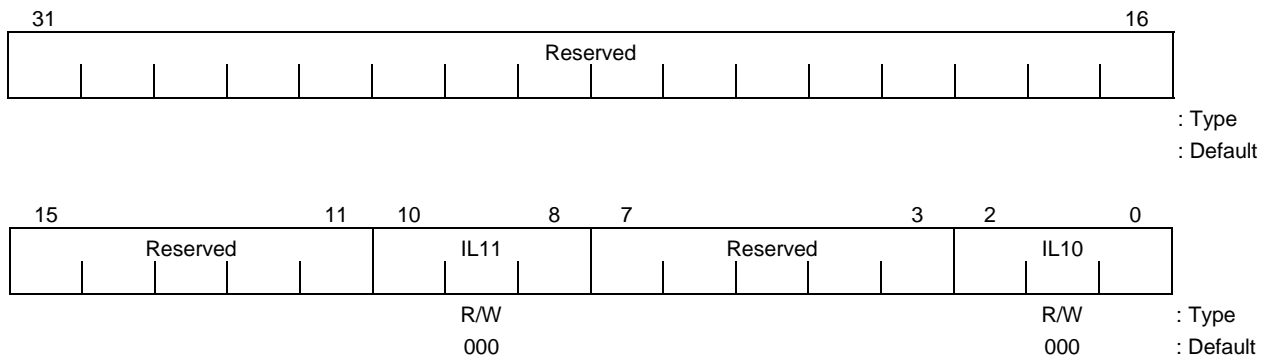 31 16
Reserved
: Type
: Default
15 11 10 8 7 3 2 0
Reserved IL11 Reserved IL10
R/W R/W : Type
000 000 : Default